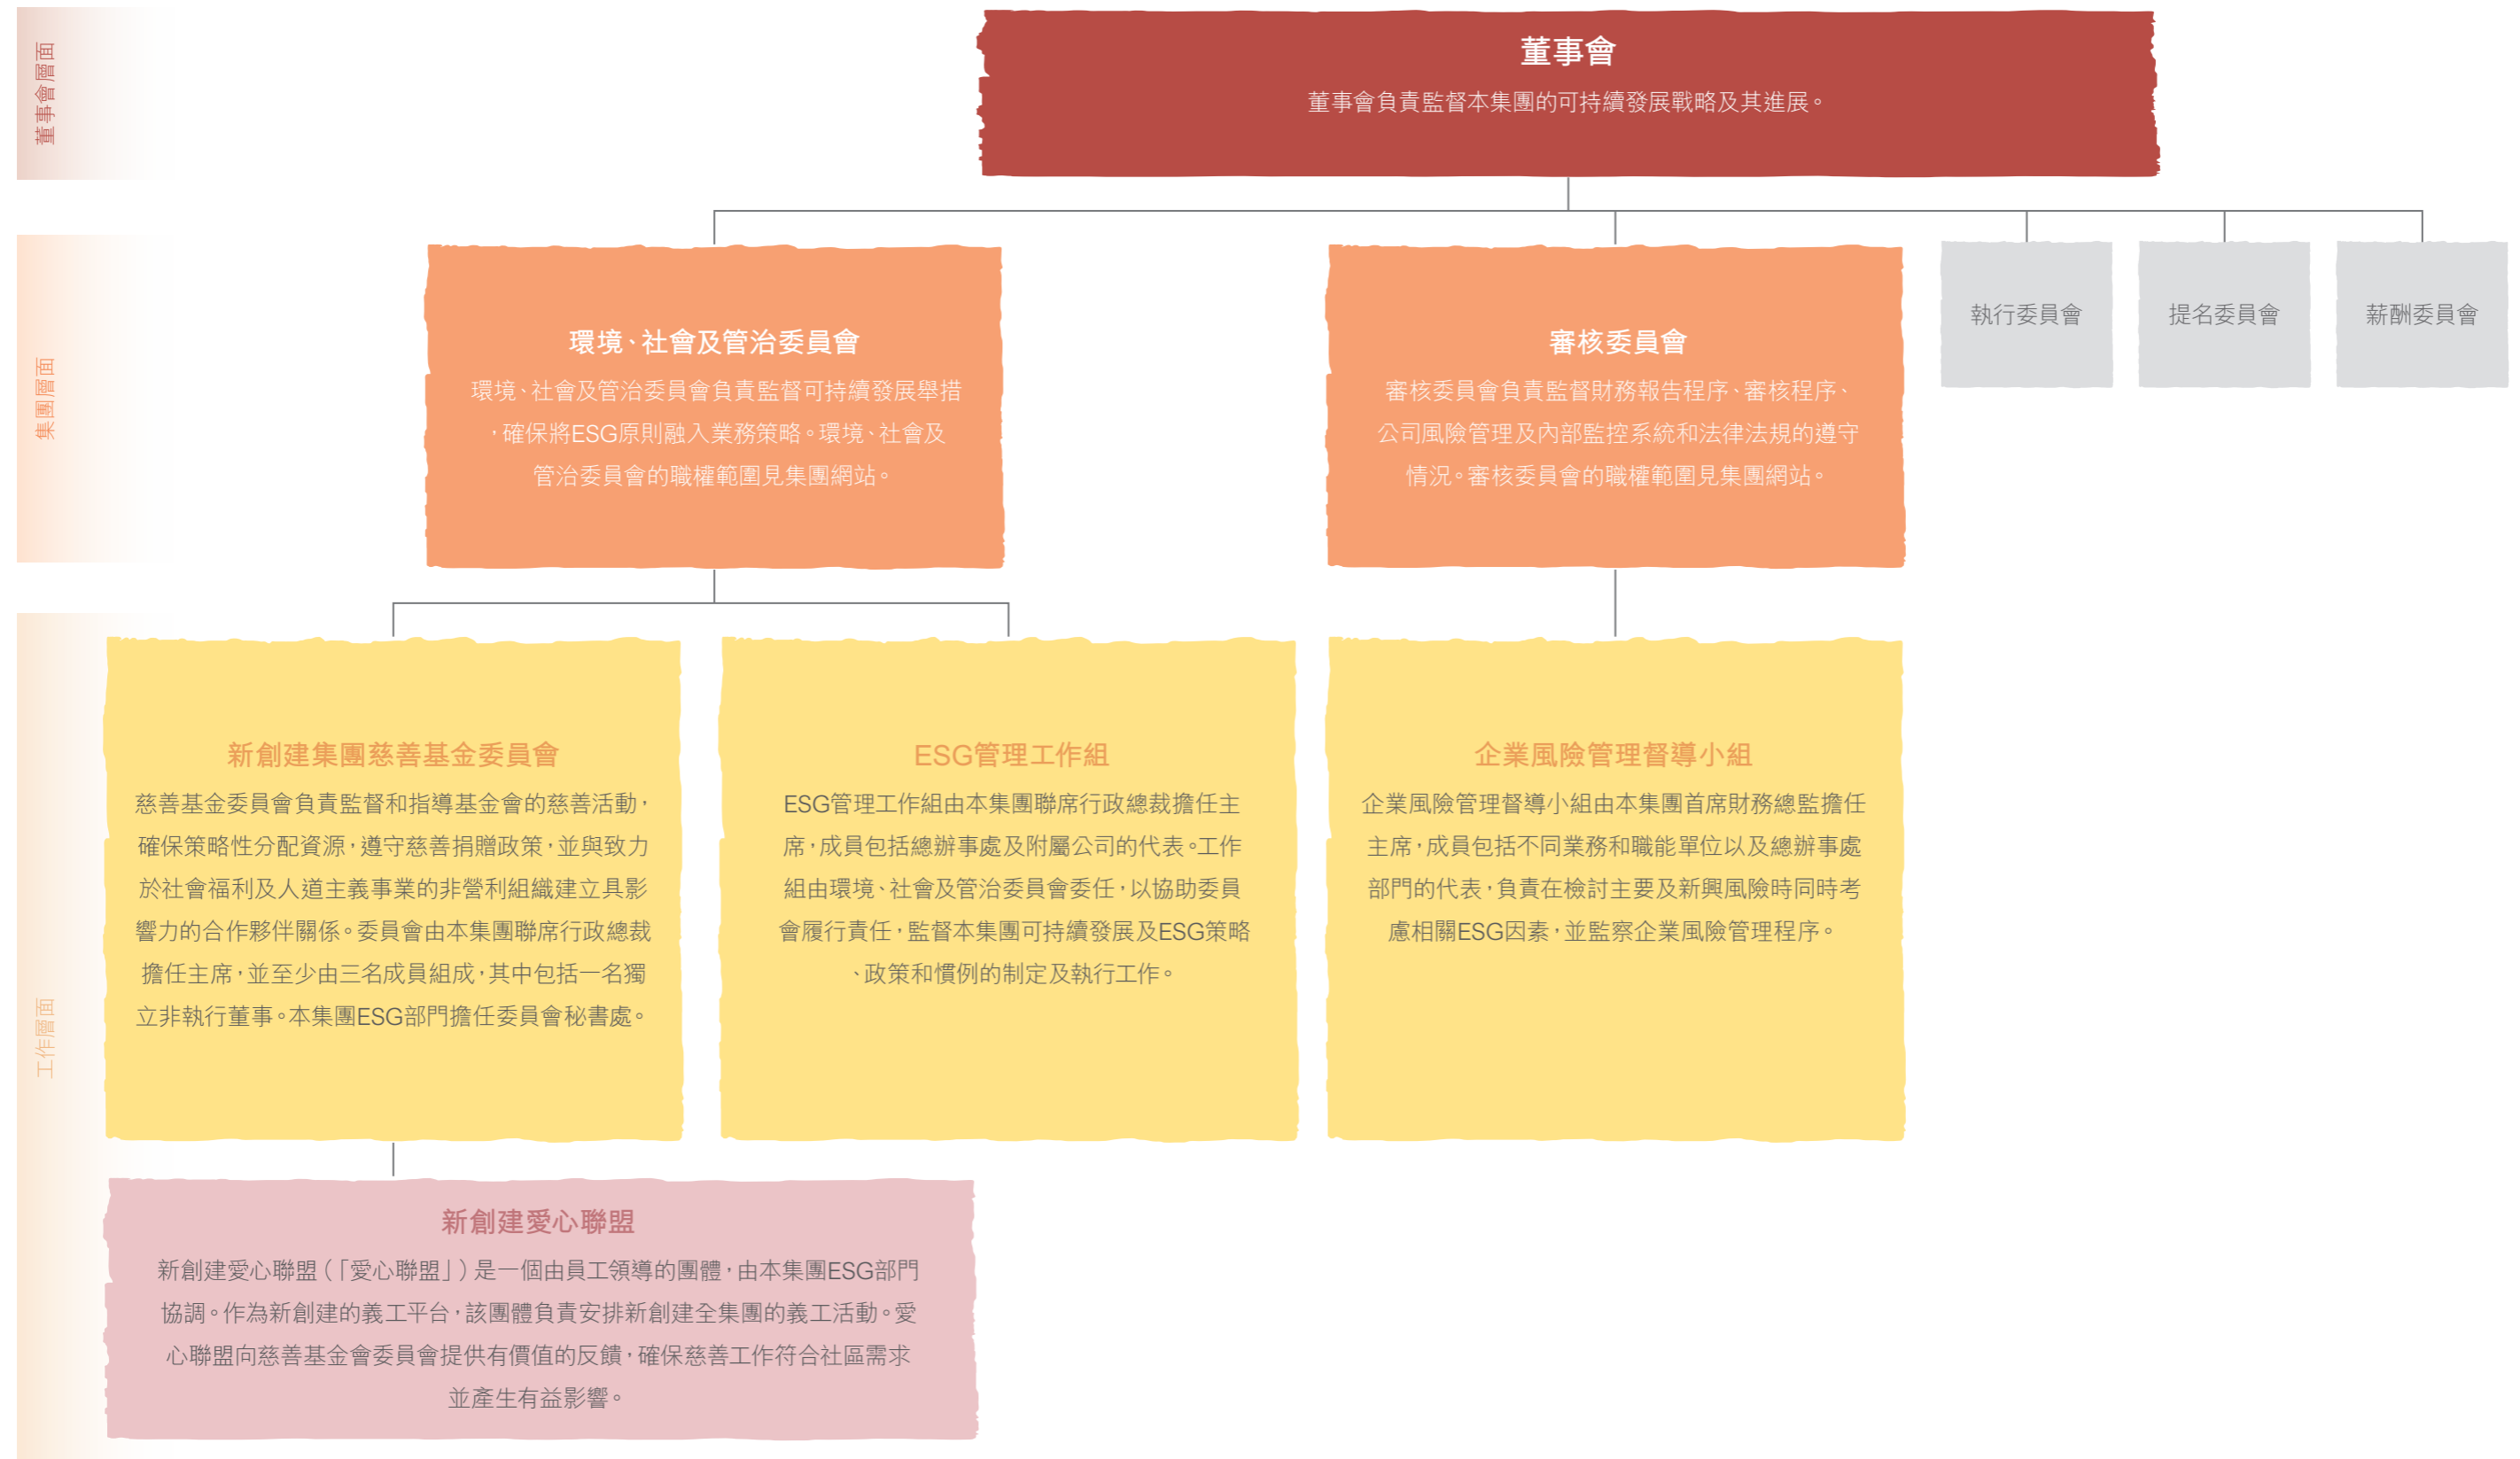 董事會層面
董事會
董事會負責監督本集團的可持續發展戰略及其進展。
集團層面
環境、社會及管治委員會
環境、社會及管治委員會負責監督可持續發展舉措
，確保將ESG原則融入業務策略。環境、社會及
管治委員會的職權範圍見集團網站。
審核委員會
審核委員會負責監督財務報告程序、審核程序、
公司風險管理及內部監控系統和法律法規的遵守
情況。審核委員會的職權範圍見集團網站。
執行委員會
提名委員會
薪酬委員會
工作層面
新創建集團慈善基金委員會
慈善基金委員會負責監督和指導基金會的慈善活動，
確保策略性分配資源，遵守慈善捐贈政策，並與致力
於社會福利及人道主義事業的非營利組織建立具影
響力的合作夥伴關係。委員會由本集團聯席行政總裁
擔任主席，並至少由三名成員組成，其中包括一名獨
立非執行董事。本集團ESG部門擔任委員會秘書處。
ESG管理工作組
ESG管理工作組由本集團聯席行政總裁擔任主
席，成員包括總辦事處及附屬公司的代表。工作
組由環境、社會及管治委員會委任，以協助委員
會履行責任，監督本集團可持續發展及ESG策略
、政策和慣例的制定及執行工作。
企業風險管理督導小組
企業風險管理督導小組由本集團首席財務總監擔任
主席，成員包括不同業務和職能單位以及總辦事處
部門的代表，負責在檢討主要及新興風險時同時考
慮相關ESG因素，並監察企業風險管理程序。
新創建愛心聯盟
新創建愛心聯盟（「愛心聯盟」）是一個由員工領導的團體，由本集團ESG部門
協調。作為新創建的義工平台，該團體負責安排新創建全集團的義工活動。愛
心聯盟向慈善基金會委員會提供有價值的反饋，確保慈善工作符合社區需求
並產生有益影響。